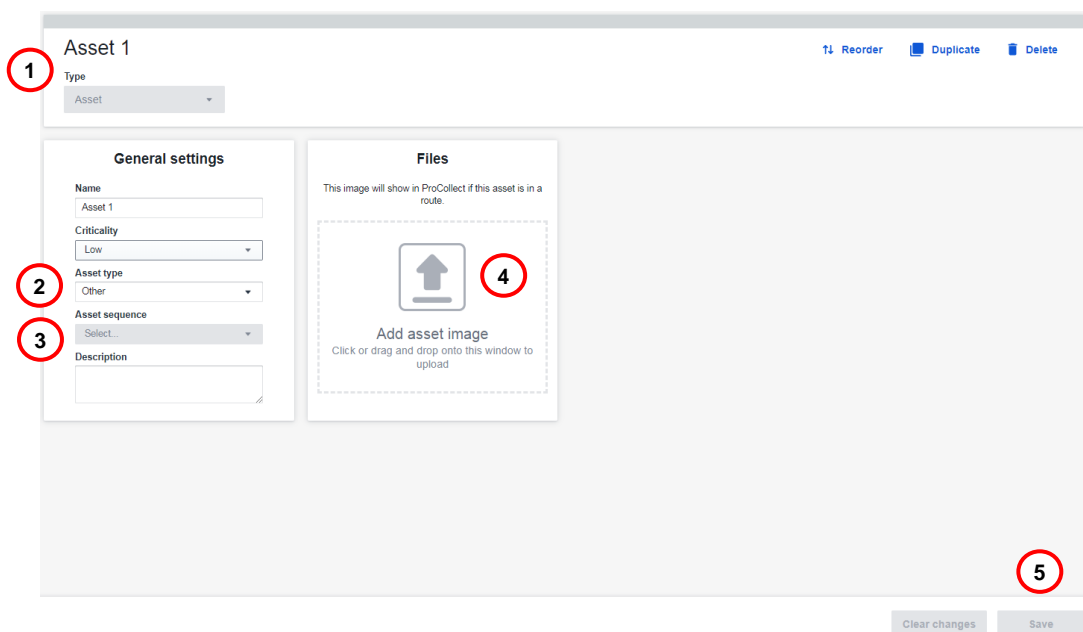 Asset 1
Reorder
Duplicate
Delete
1
Type
Asset
General settings
Name
Asset 1
Criticality
Low
2
Asset type
Other
3
Asset sequence
Select...
Description
Files
This image will show in ProCollect if this asset is in a
route.
4
Add asset image
Click or drag and drop onto this window to
upload
5
Clear changes
Save